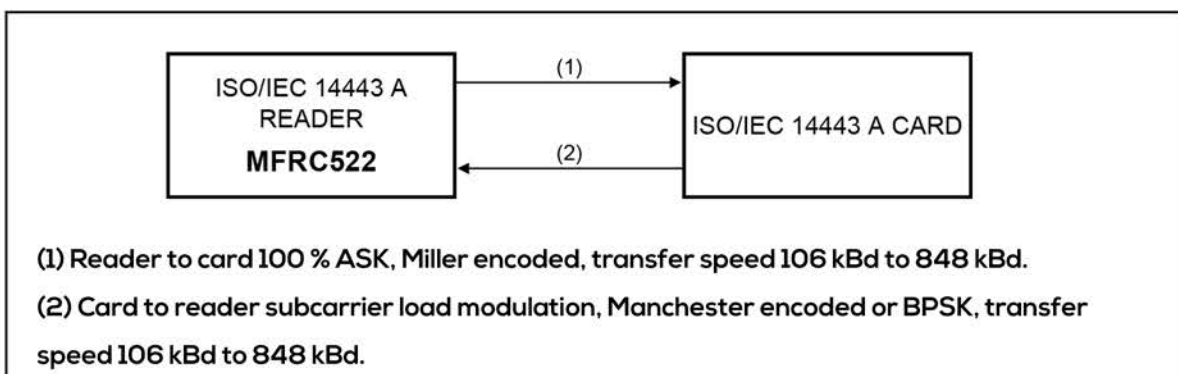 (1)
ISO/IEC 14443 A
READER
MFRC522
ISO/IEC 14443 A CARD
(2)
(1) Reader to card 100 % ASK, Miller encoded, transfer speed 106 kBd to 848 kBd.
(2) Card to reader subcarrier load modulation, Manchester encoded or BPSK, transfer
speed 106 kBd to 848 kBd.